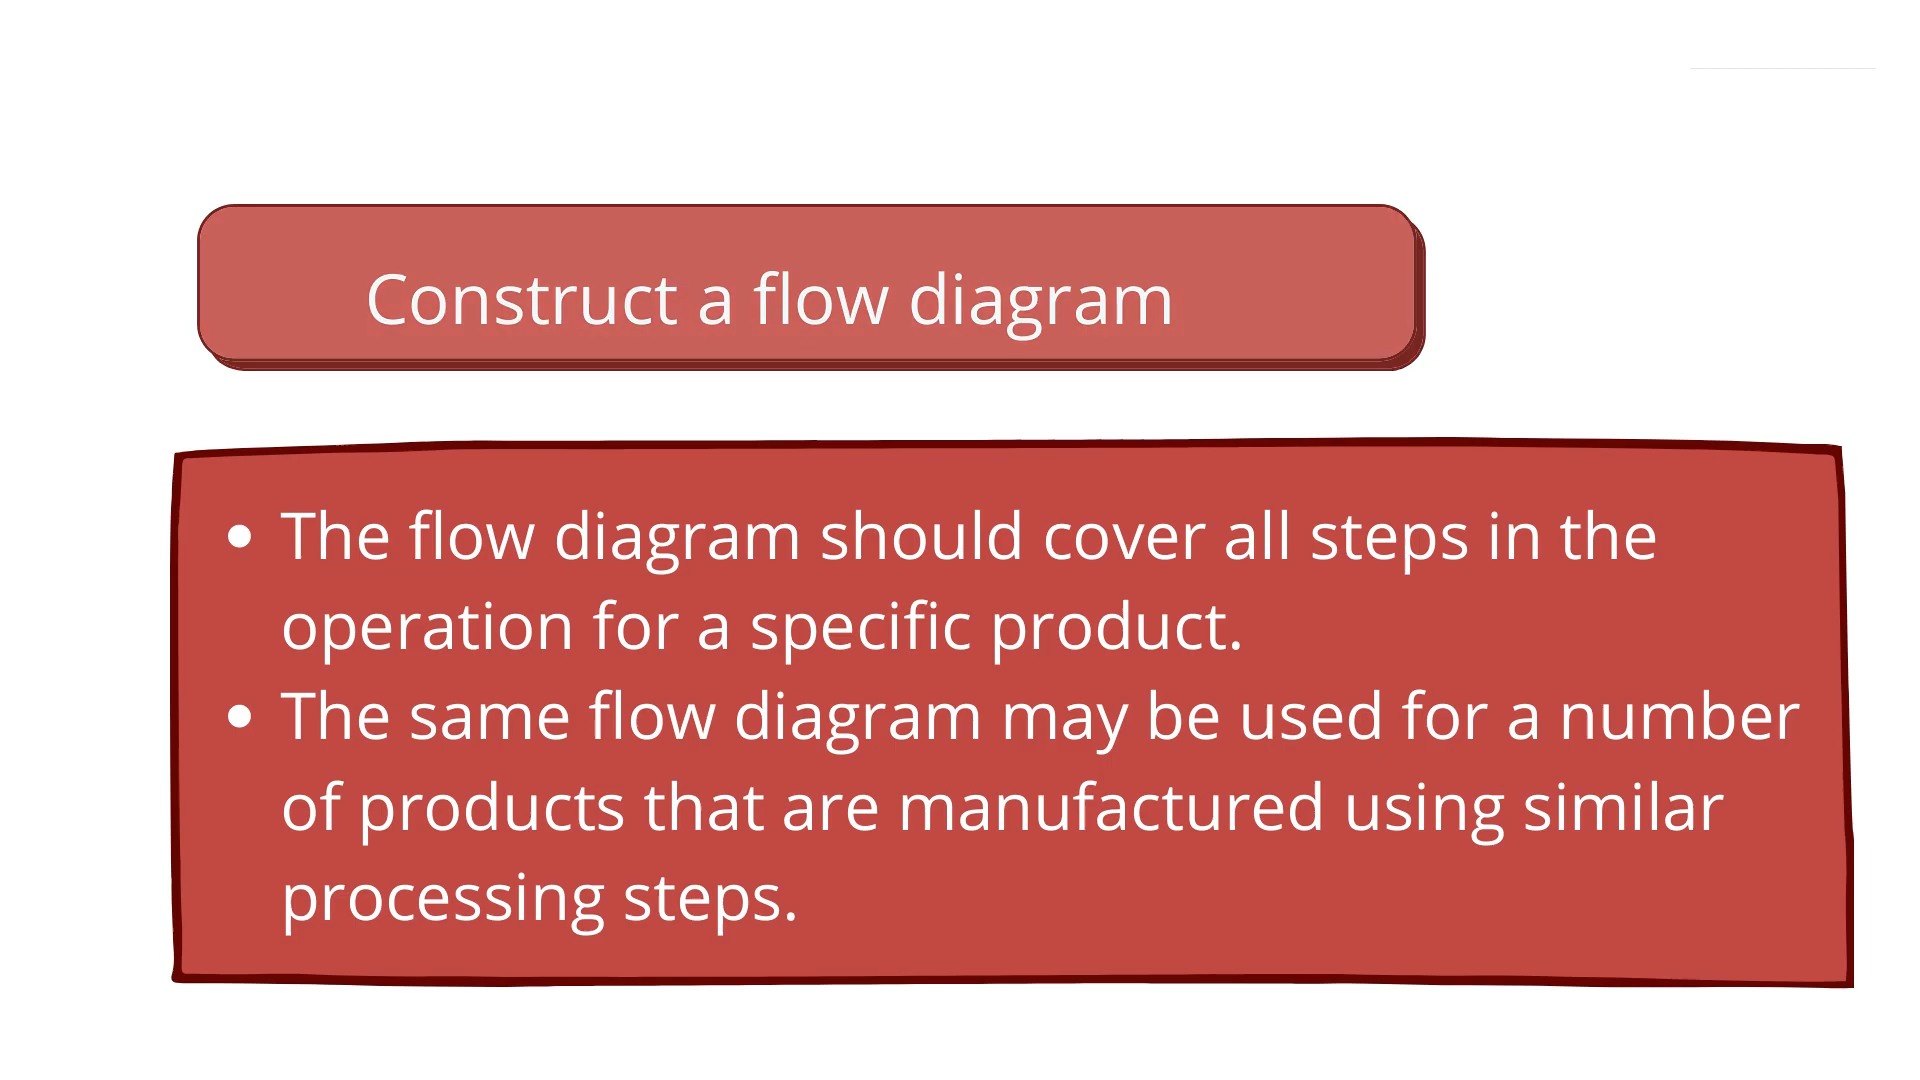 Construct a flow diagram
• The flow diagram should cover all steps in the
operation for a specific product.
• The same flow diagram may be used for a number
of products that are manufactured using similar
processing steps.